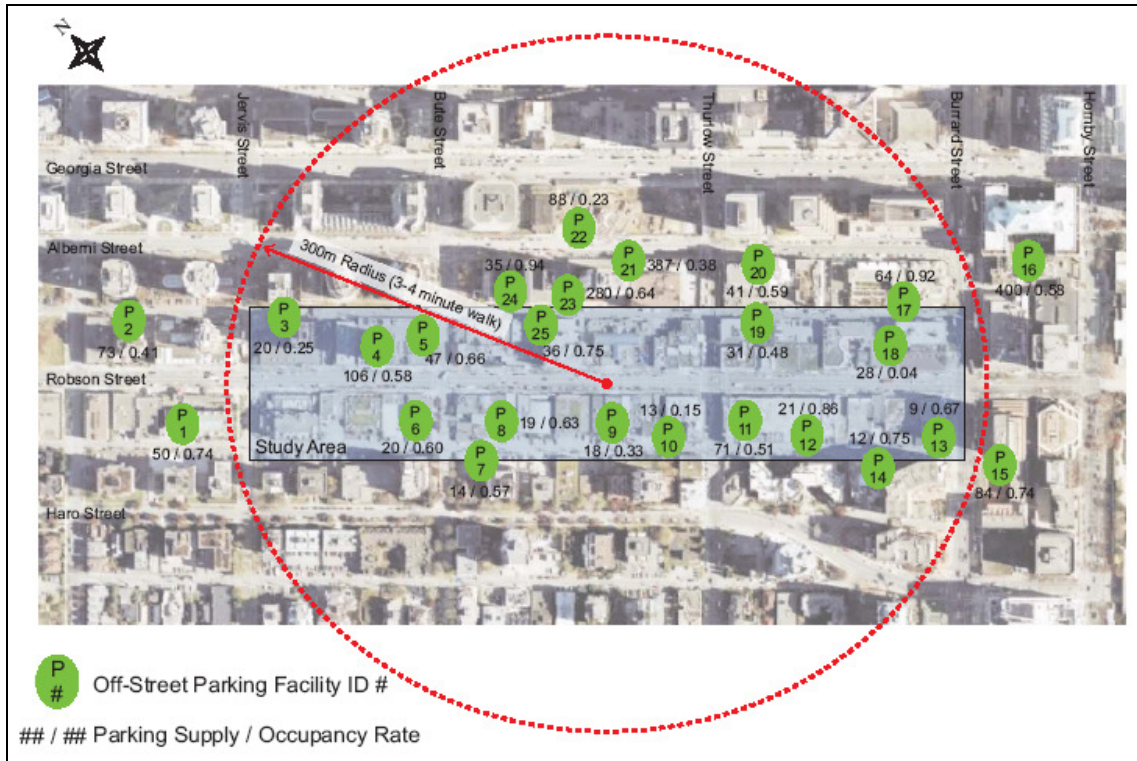 N
Jervis Street
Bute Street
Thurlow Street
Burrard Street
Hornby Street
Georgia Street
88 / 0.23
P
22
Alberni Street
300m Radius (3-4 minute walk)
35 / 0.94
P
24
P
23
280 / 0.64
P
21
387 / 0.38
P
20
41 / 0.59
64 / 0.92
P
17
P
16
400 / 0.58
P
2
73 / 0.41
P
3
20 / 0.25
P
4
106 / 0.58
P
5
47 / 0.66
P
25
36 / 0.75
P
19
31 / 0.48
P
18
28 / 0.04
Robson Street
P
1
50 / 0.74
P
6
20 / 0.60
P
8
19 / 0.63
P
7
14 / 0.57
P
9
18 / 0.33
13 / 0.15
P
10
P
11
71 / 0.51
21 / 0.86
P
12
12 / 0.75
P
14
9 / 0.67
P
13
P
15
84 / 0.74
Study Area
Haro Street
P
#
Off-Street Parking Facility ID #
## / ## Parking Supply / Occupancy Rate